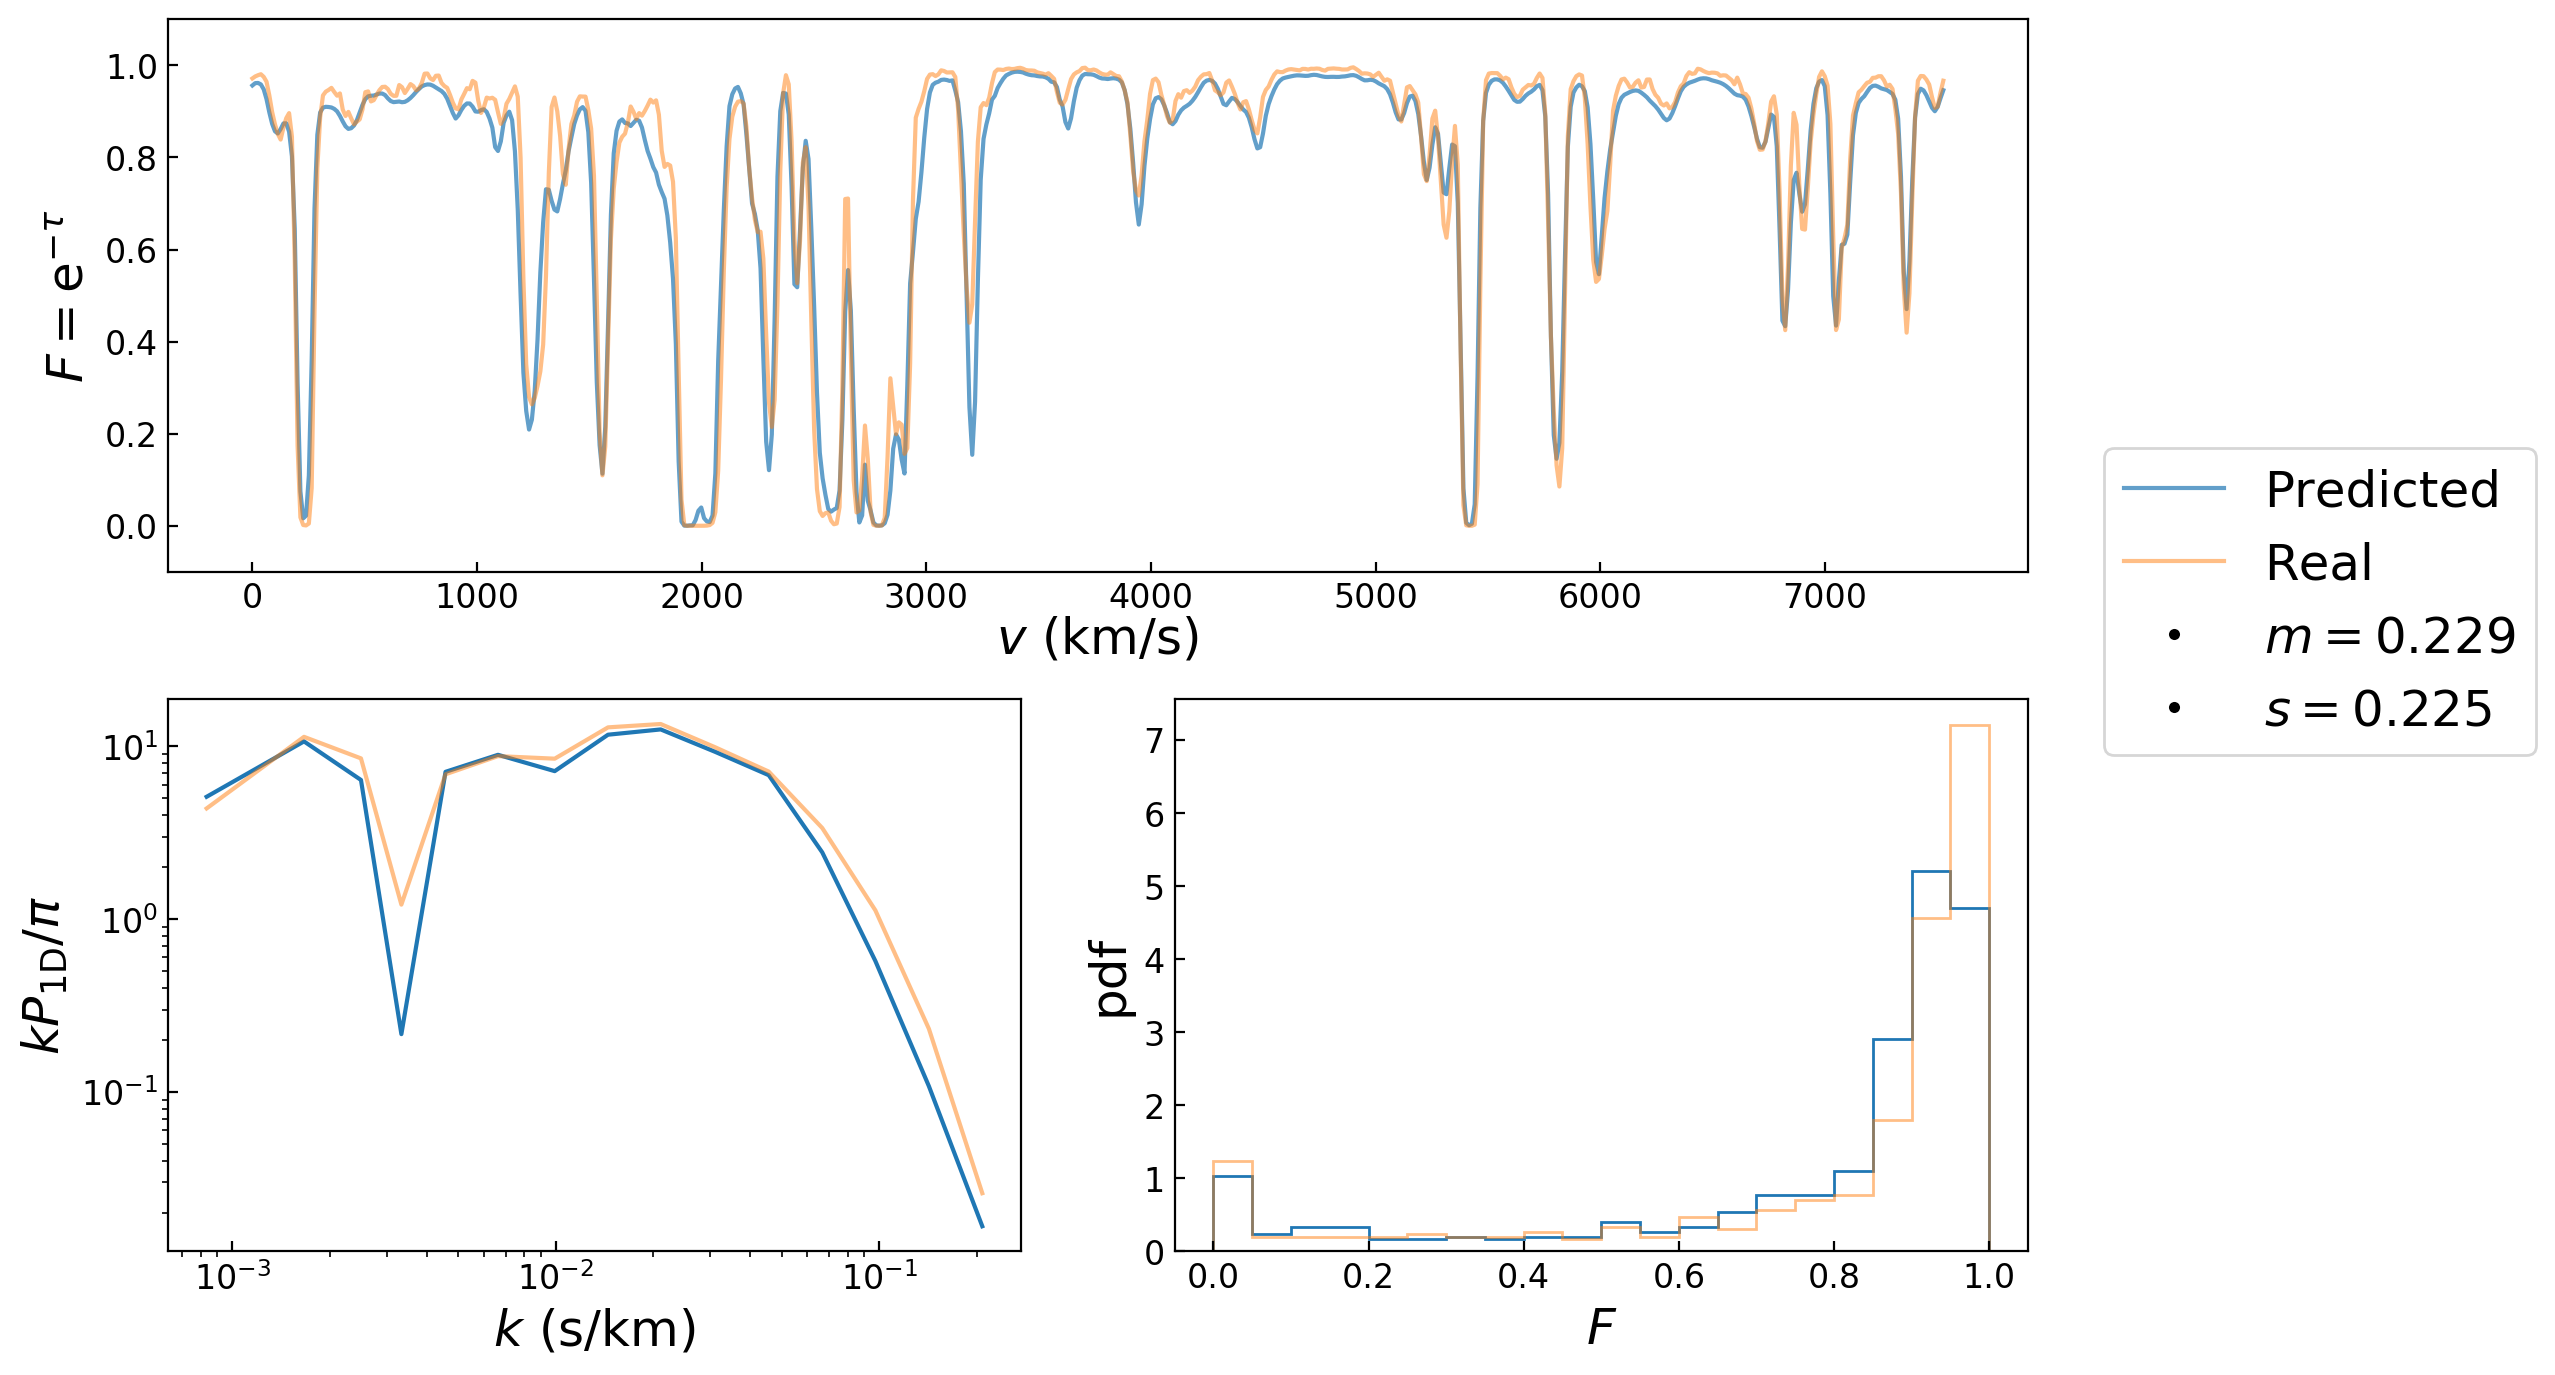 1.0
0.8
0.6
0.4
0.2
0.0
F = e^{-τ}
0 1000 2000 3000 4000 5000 6000 7000
v (km/s)
Predicted
Real
m = 0.229
s = 0.225
10^1
10^0
10^{-1}
kP_{1D}/π
10^{-3} 10^{-2} 10^{-1}
k (s/km)
7
6
5
4
3
2
1
0
pdf
0.0 0.2 0.4 0.6 0.8 1.0
F